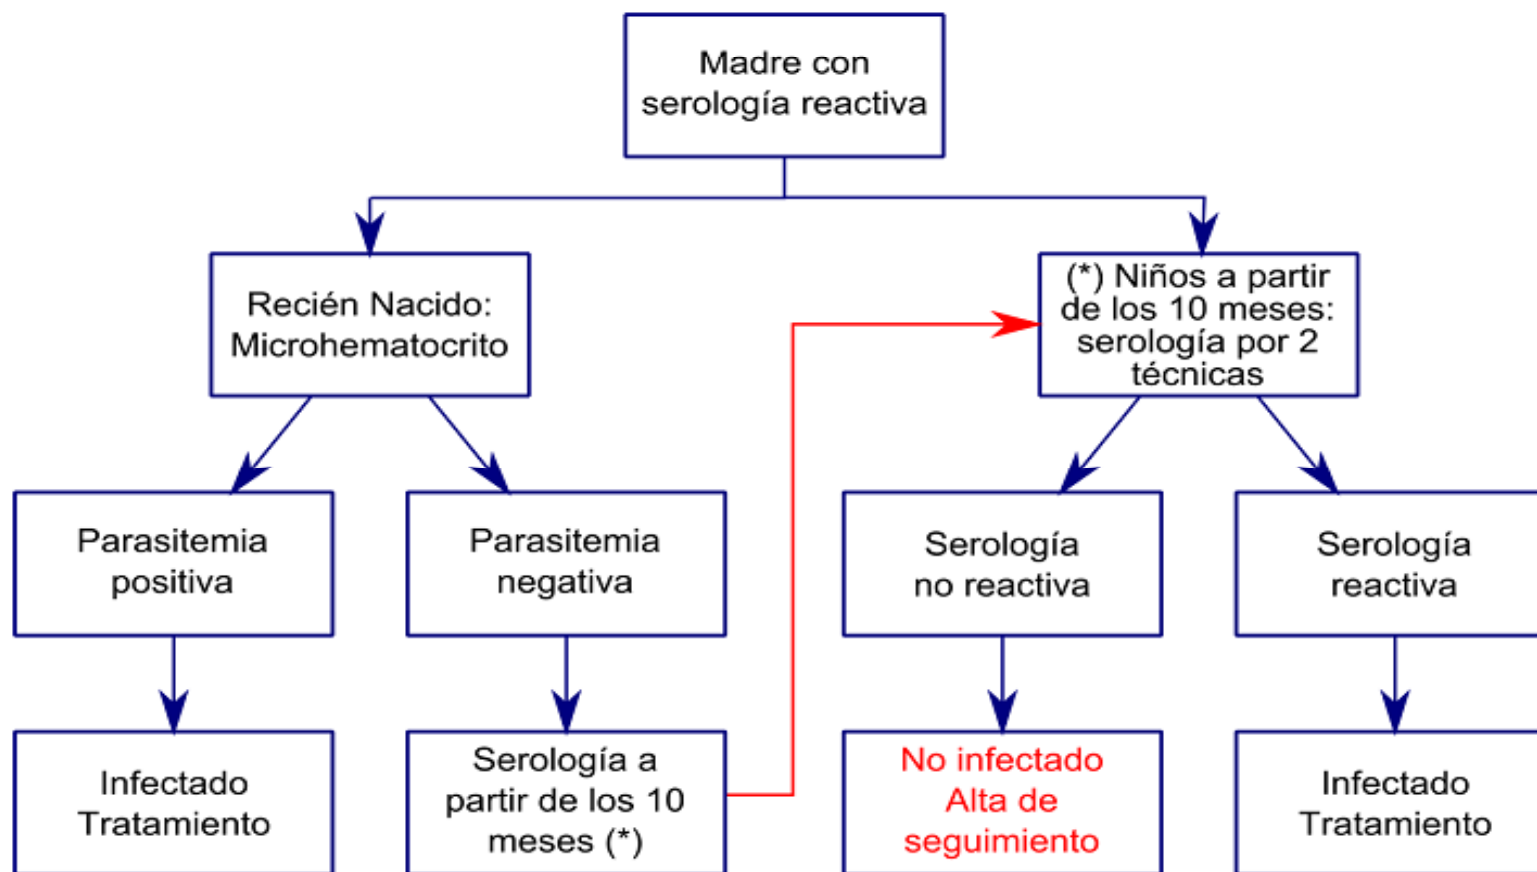 Madre con
serología reactiva
Recién Nacido:
Microhematocrito
(*) Niños a partir
de los 10 meses:
serología por 2
técnicas
Parasitemia
positiva
Parasitemia
negativa
Serología
no reactiva
Serología
reactiva
Infectado
Tratamiento
Serología a
partir de los 10
meses (*)
No infectado
Alta de
seguimiento
Infectado
Tratamiento